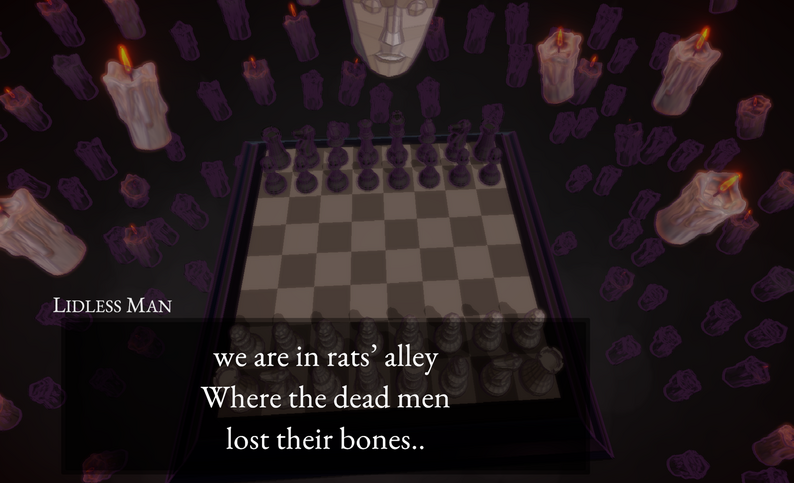 LIDLESS MAN
we are in rats’ alley
Where the dead men
lost their bones..